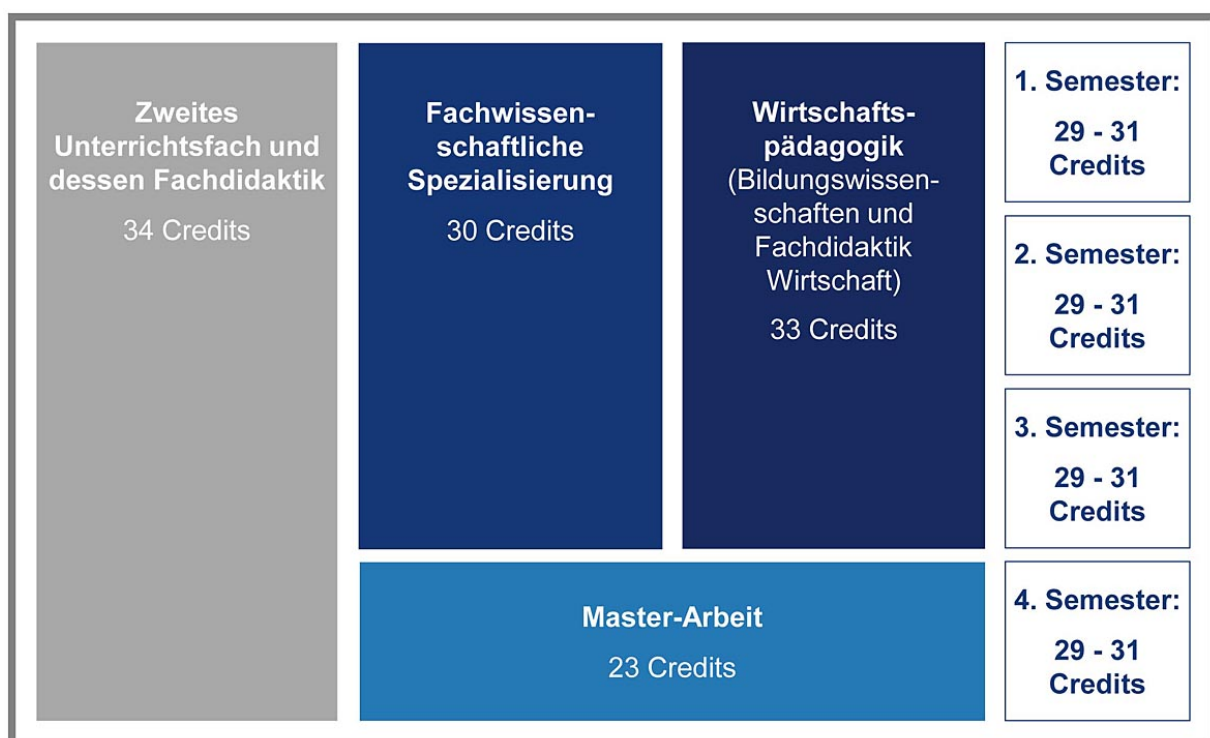 Zweites
Unterrichtsfach und
dessen Fachdidaktik
34 Credits
Fachwissen-
schaftliche
Spezialisierung
30 Credits
Wirtschafts-
pädagogik
(Bildungswissen-
schaften und
Fachdidaktik
Wirtschaft)
33 Credits
Master-Arbeit
23 Credits
1. Semester:
29 - 31
Credits
2. Semester:
29 - 31
Credits
3. Semester:
29 - 31
Credits
4. Semester:
29 - 31
Credits